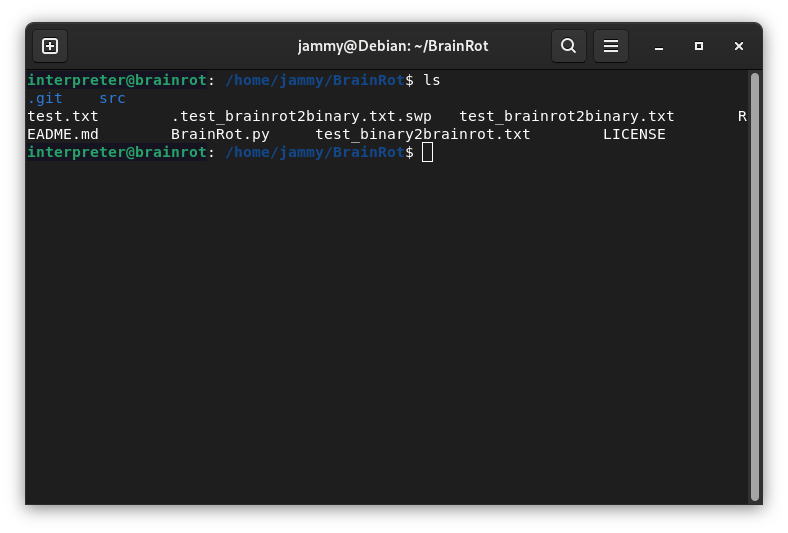 jammy@Debian: ~/BrainRot
interpreter@brainrot: /home/jammy/BrainRot$ ls
.git    src
test.txt        .test_brainrot2binary.txt.swp   test_brainrot2binary.txt       R
EADME.md        BrainRot.py     test_binary2brainrot.txt        LICENSE
interpreter@brainrot: /home/jammy/BrainRot$